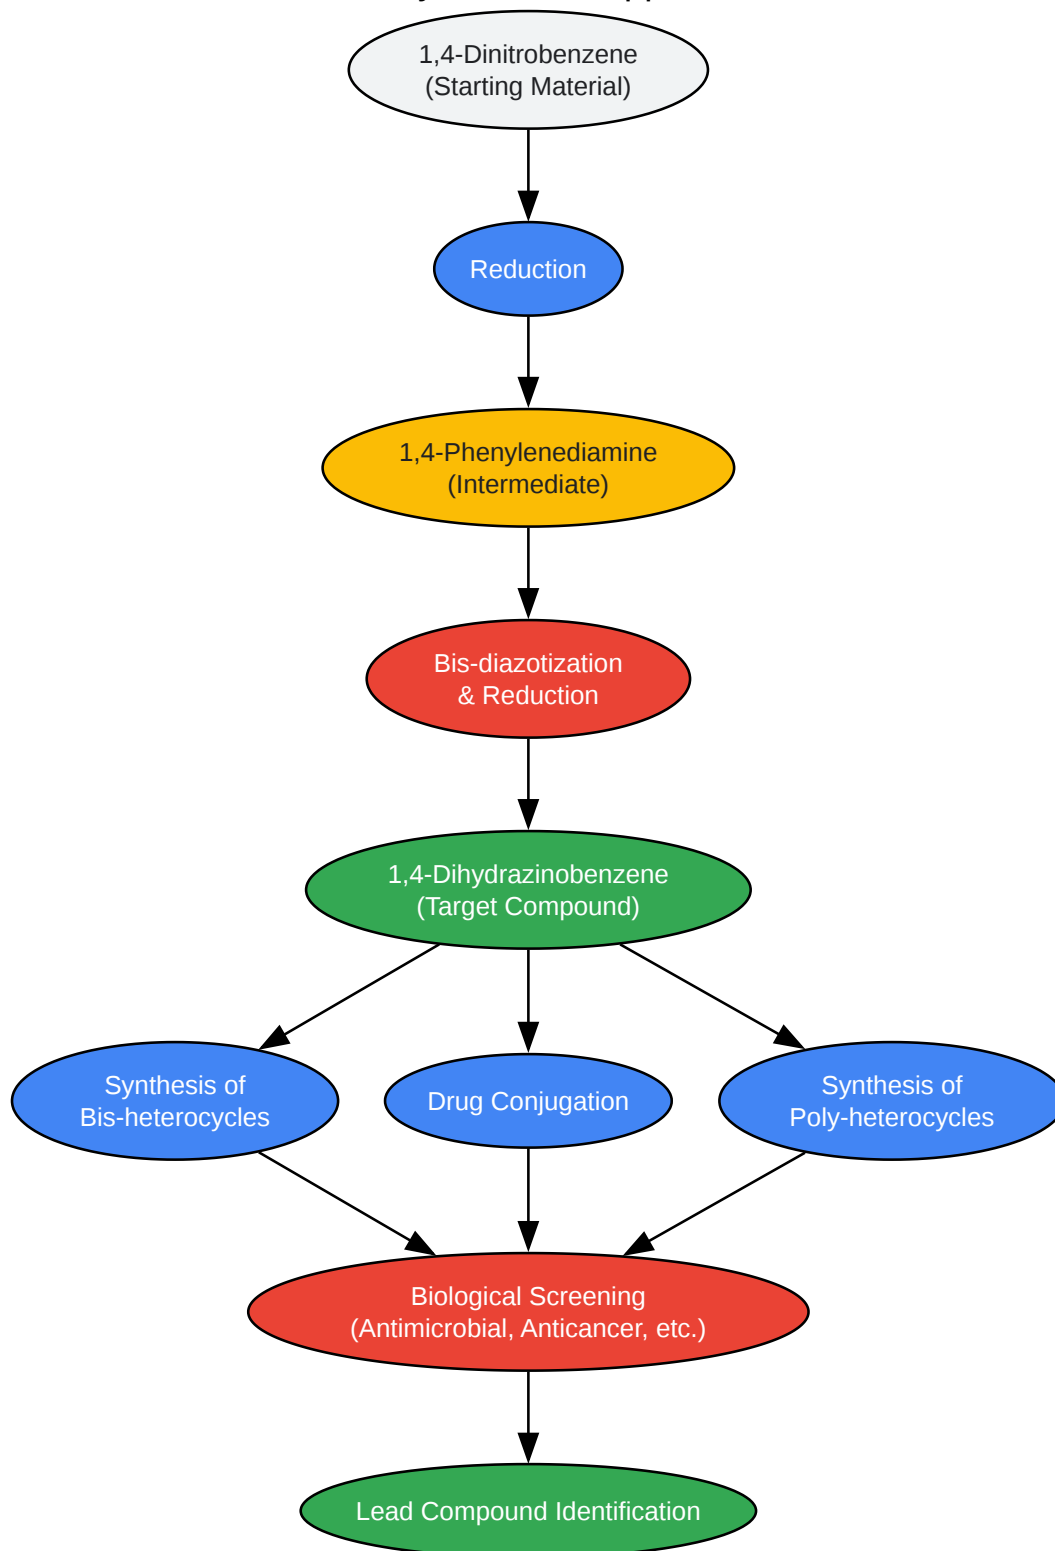 1,4-Dinitrobenzene
(Starting Material)
Reduction
1,4-Phenylenediamine
(Intermediate)
Bis-diazotization
& Reduction
1,4-Dihydrazinobenzene
(Target Compound)
Synthesis of
Bis-heterocycles
Drug Conjugation
Synthesis of
Poly-heterocycles
Biological Screening
(Antimicrobial, Anticancer, etc.)
Lead Compound Identification